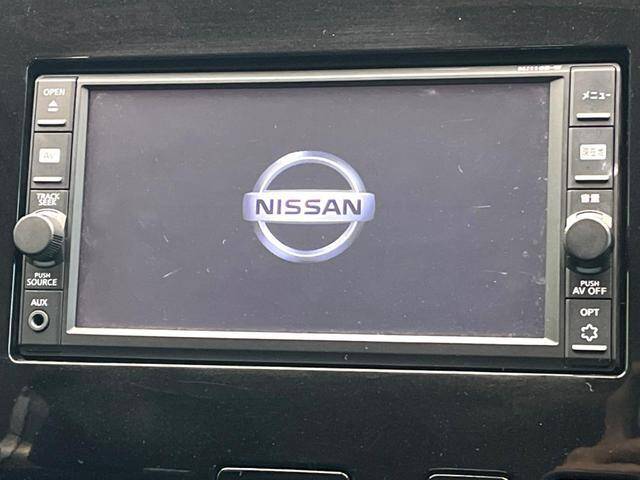 OPEN
AV
TRACK
SEEK
PUSH
SOURCE
AUX
NISSAN
メニュー
現在地
音量
PUSH
AV OFF
OPT